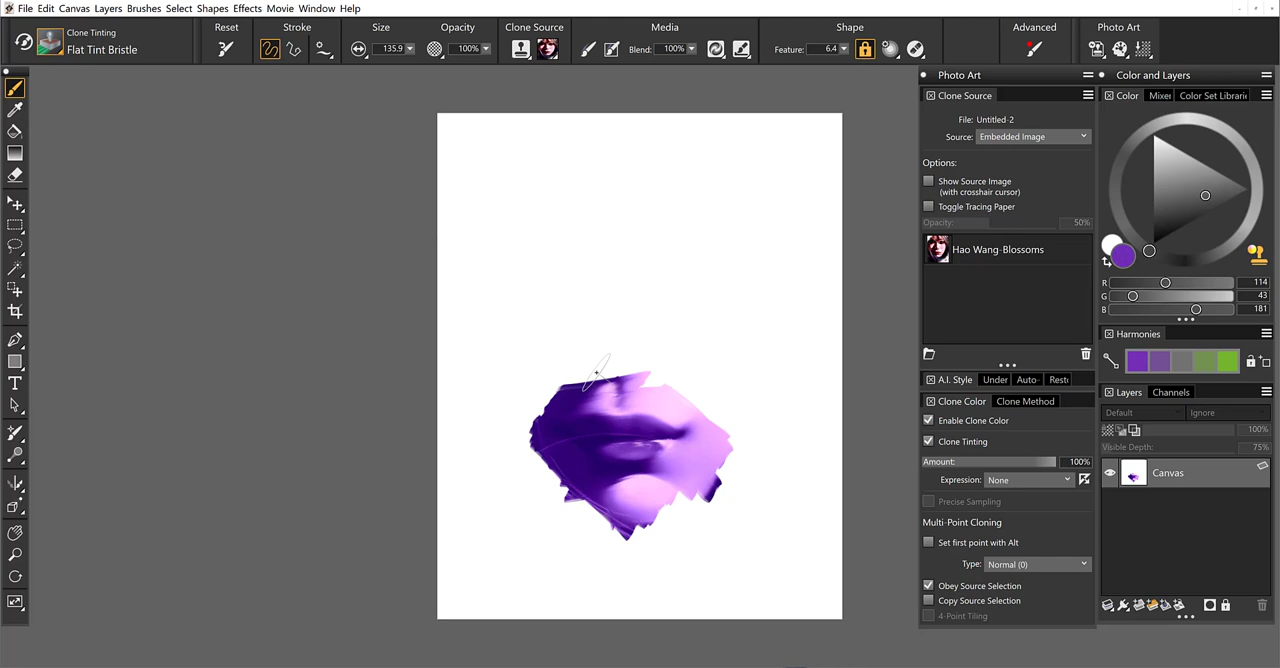 File Edit Canvas Layers Brushes Select Shapes Effects Movie Window Help
Clone Tinting
Flat Tint Bristle
Reset Stroke Size Opacity Clone Source Media Shape Advanced Photo Art
135.9 100% Blend: 100% Feature: 6.4
Photo Art
Clone Source
File: Untitled-2
Source: Embedded Image
Options:
Show Source Image
(with crosshair cursor)
Toggle Tracing Paper
Opacity: 50%
Hao Wang-Blossoms
A.I. Style Under Auto- Rest
Clone Color Clone Method
Enable Clone Color
Clone Tinting
Amount: 100%
Expression: None
Precise Sampling
Multi-Point Cloning
Set first point with Alt
Type: Normal (0)
Obey Source Selection
Copy Source Selection
4-Point Tiling
Color and Layers
Color Mixe Color Set Librari
R 114
G 43
B 181
Harmonies
Layers Channels
Default Ignore
100%
Visible Depth: 75%
Canvas